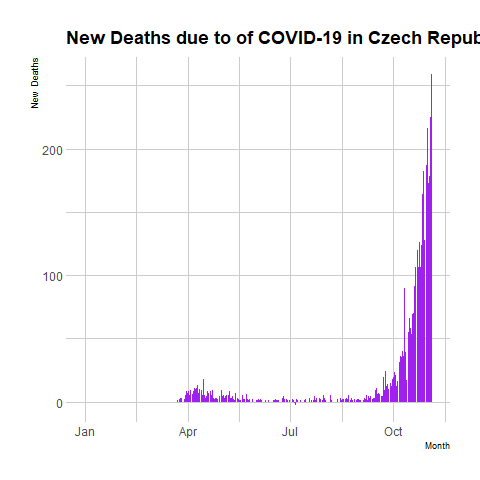 New Deaths due to of COVID-19 in Czech Repub
New Deaths
200
100
0
Jan Apr Jul Oct
Month